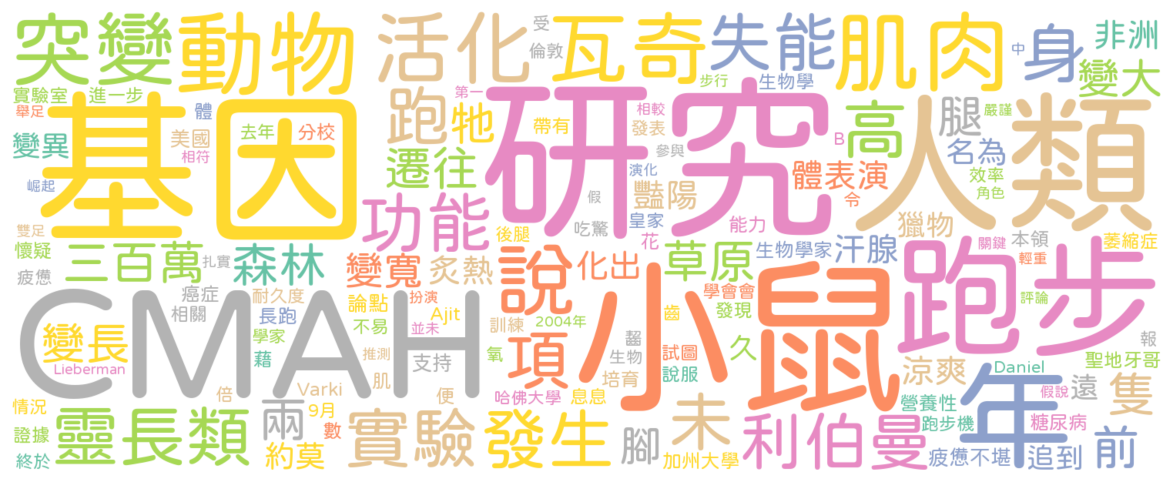 突變
動物
活化
受
倫敦
瓦奇
失能
肌肉
身
中
非洲
變大
實驗室
進一步
步行
生物學
第一
舉足
體
基因
去年
分校
跑
牠
帶有
相較
發表
研究
高
人類
腿
嚴謹
變異
美國
相符
參與
B
名為
遷往
演化
體表演
效率
崛起
假
豔陽
令
角色
獵物
雙足
功能
吃驚
皇家
能力
花
後腿
生物學家
汗腺
關鍵
本領
萎縮症
輕重
懷疑
三百萬
扎實
森林
變寬
炙熱
說
化出
草原
跑步
疲憊
癌症
耐久度
論點
扮演
學會會
相關
長跑
不易
並未
Ajit
訓練
2004年
小鼠
齒
發現
評論
CMAH
變長
學家
支持
項
氧
齧
生物
試圖
久
報
Lieberman
藉
推測
肌
培育
說服
涼爽
Daniel
聖地牙哥
倍
Varki
便
哈佛大學
息息
年
假說
遠
隻
情況
9月
營養性
證據
靈長類
兩
數
實驗
發生
腳
未
利伯曼
跑步機
糖尿病
終於
約莫
加州大學
疲憊不堪
追到
前